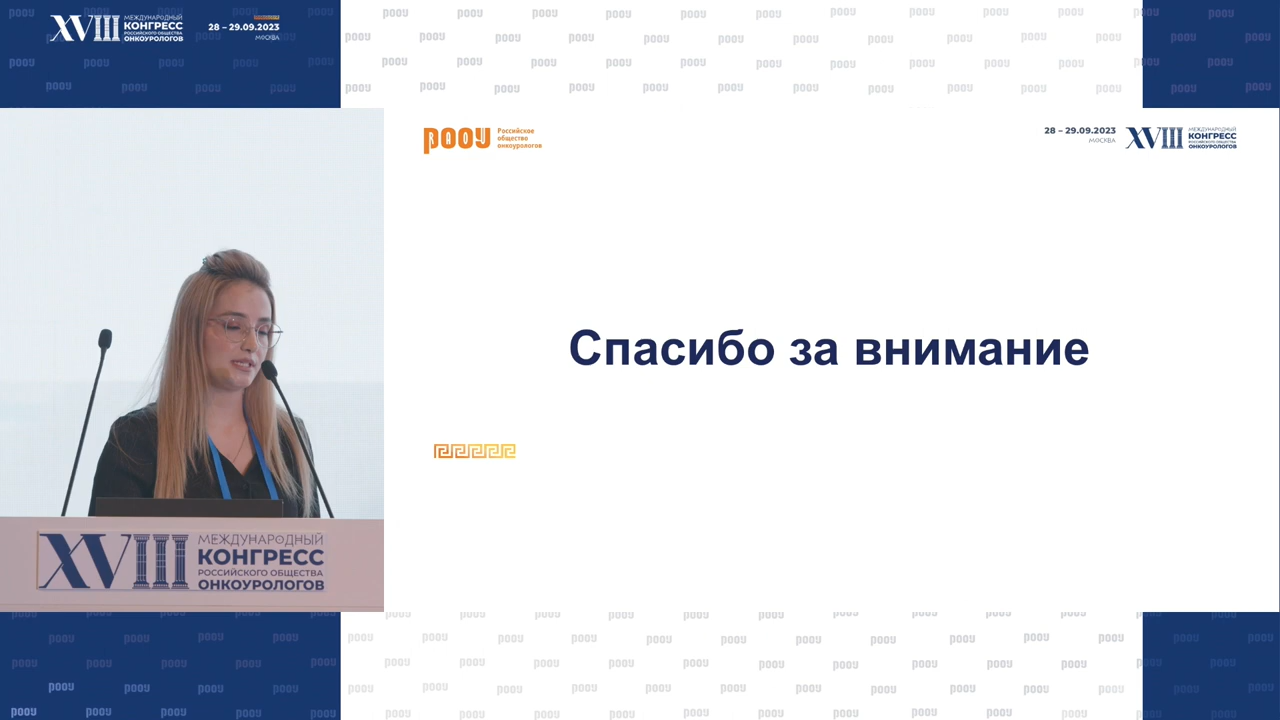 XVIII МЕЖДУНАРОДНЫЙ
КОНГРЕСС
РОССИЙСКОГО ОБЩЕСТВА
ОНКОУРОЛОГОВ
28 – 29.09.2023
МОСКВА
РООУ Российское
общество
онкоурологов
28 – 29.09.2023
МОСКВА
XVIII МЕЖДУНАРОДНЫЙ
КОНГРЕСС
РОССИЙСКОГО ОБЩЕСТВА
ОНКОУРОЛОГОВ
Спасибо за внимание
XVIII МЕЖДУНАРОДНЫЙ
КОНГРЕСС
РОССИЙСКОГО ОБЩЕСТВА
ОНКОУРОЛОГОВ